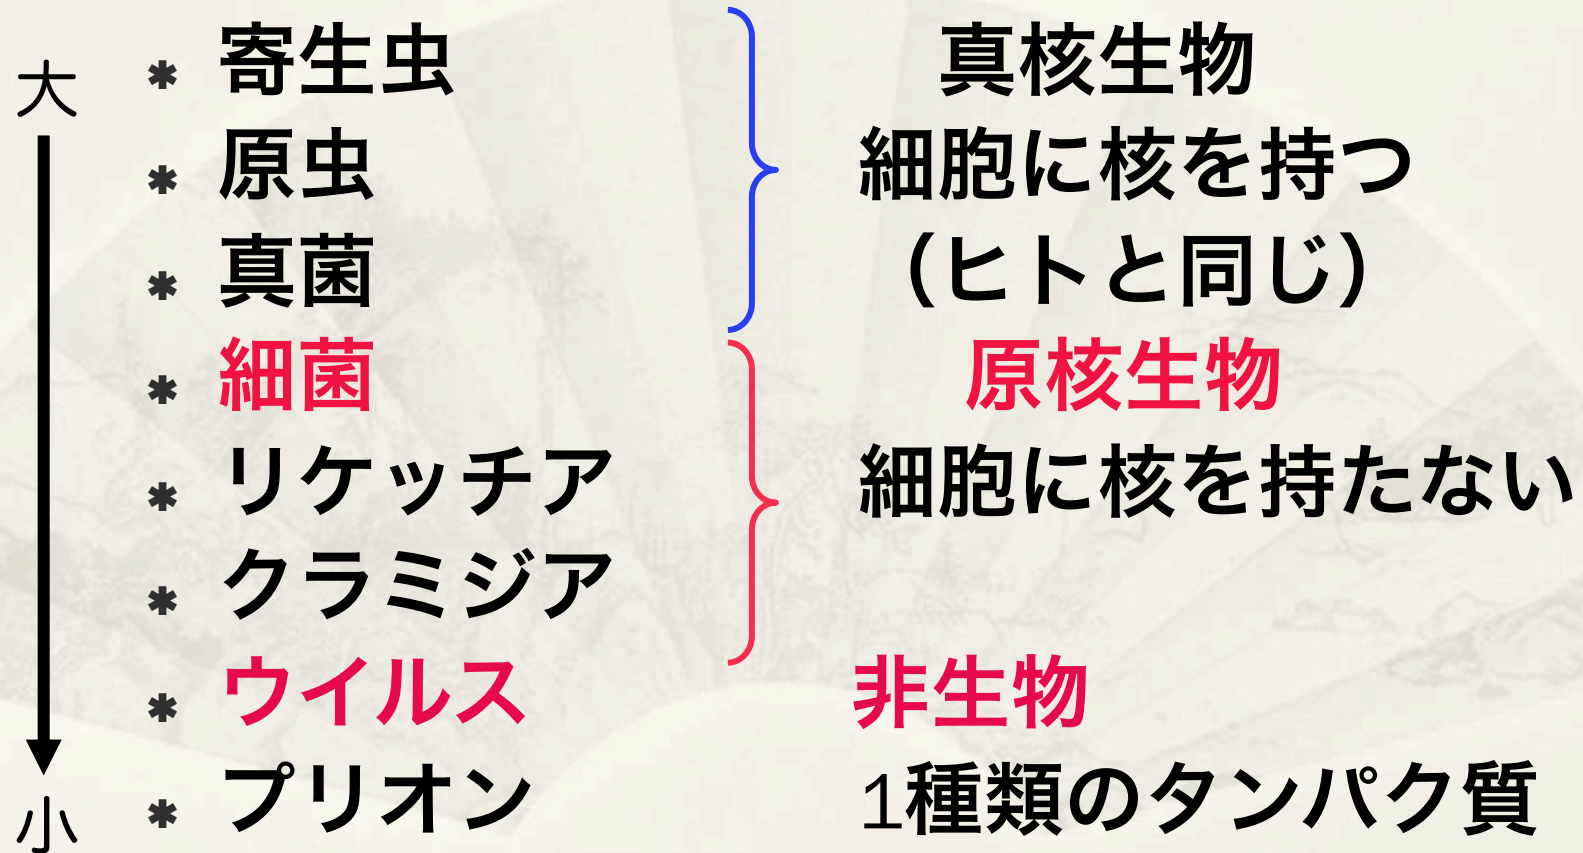 大
* 寄生虫 真核生物
* 原虫 細胞に核を持つ
* 真菌 （ヒトと同じ）
* 細菌 原核生物
* リケッチア 細胞に核を持たない
* クラミジア
* ウイルス 非生物
* プリオン 1種類のタンパク質
小